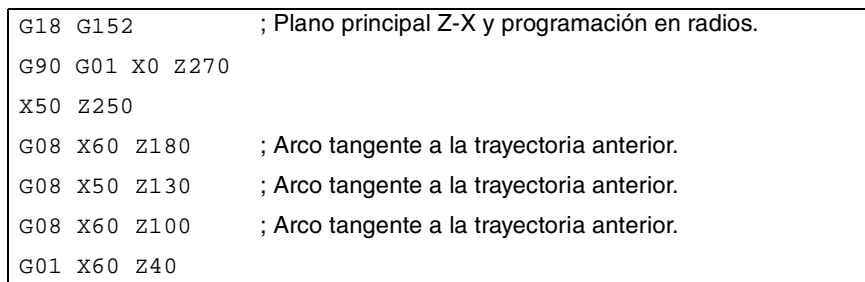 G18 G152 ; Plano principal Z-X y programación en radios.
G90 G01 X0 Z270
X50 Z250
G08 X60 Z180 ; Arco tangente a la trayectoria anterior.
G08 X50 Z130 ; Arco tangente a la trayectoria anterior.
G08 X60 Z100 ; Arco tangente a la trayectoria anterior.
G01 X60 Z40